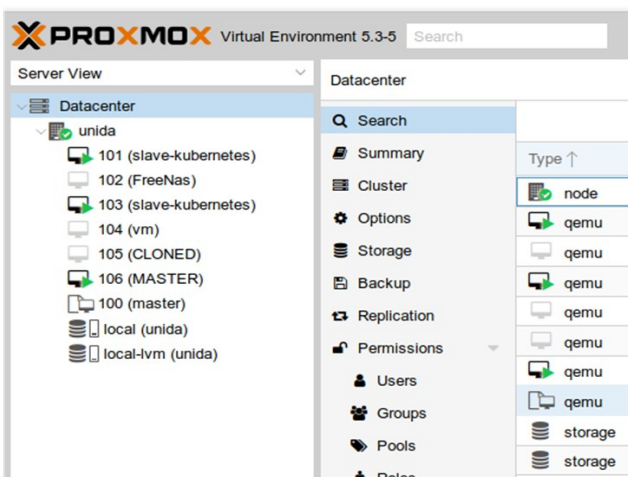 PROXMOX Virtual Environment 5.3-5 Search
Server View
Datacenter
unida
101 (slave-kubernetes)
102 (FreeNas)
103 (slave-kubernetes)
104 (vm)
105 (CLONED)
106 (MASTER)
100 (master)
local (unida)
local-lvm (unida)
Datacenter
Search
Summary
Cluster
Options
Storage
Backup
Replication
Permissions
Users
Groups
Pools
Roles
Type ↑
node
qemu
qemu
qemu
qemu
qemu
qemu
qemu
storage
storage